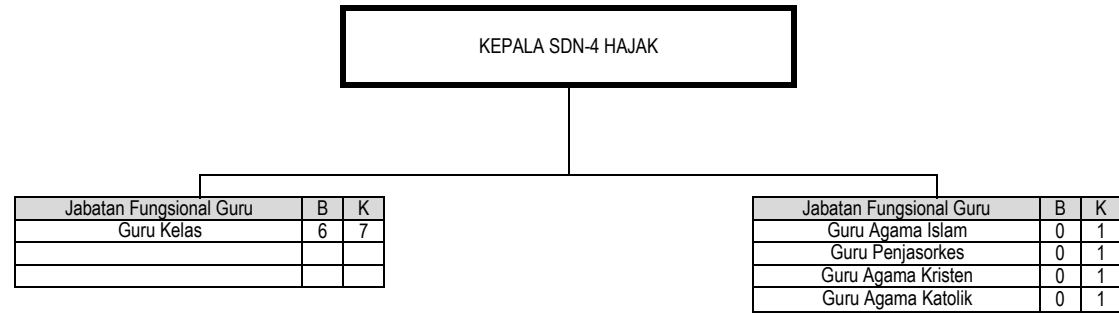 KEPALA SDN-4 HAJAK
Jabatan Fungsional Guru B K
Guru Kelas 6 7
Jabatan Fungsional Guru B K
Guru Agama Islam 0 1
Guru Penjasorkes 0 1
Guru Agama Kristen 0 1
Guru Agama Katolik 0 1